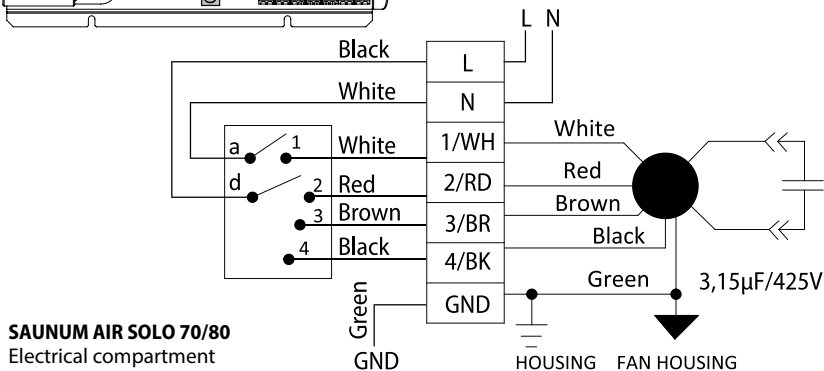 L N
Black
L
White
N
a
1
White
1/WH
White
d
2
Red
2/RD
Red
3
Brown
3/BR
Brown
4
Black
4/BK
Black
Green
GND
Green
3,15µF/425V
SAUNUM AIR SOLO 70/80
Electrical compartment
GND
HOUSING
FAN HOUSING